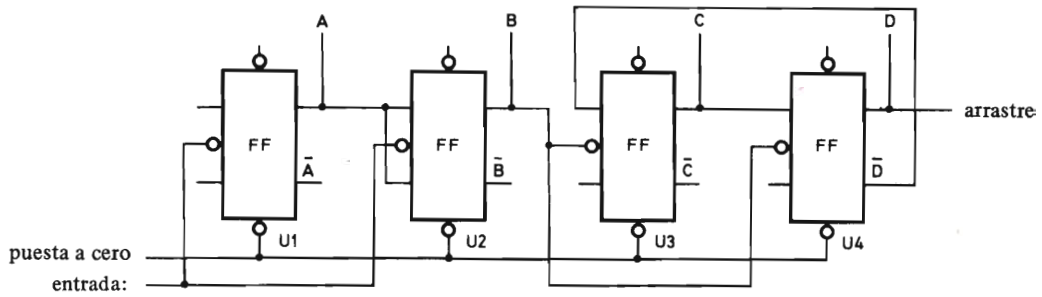 A
B
C
D
arrastre:
FF
FF
FF
FF
A̅
B̅
C̅
D̅
U1
U2
U3
U4
puesta a cero
entrada: